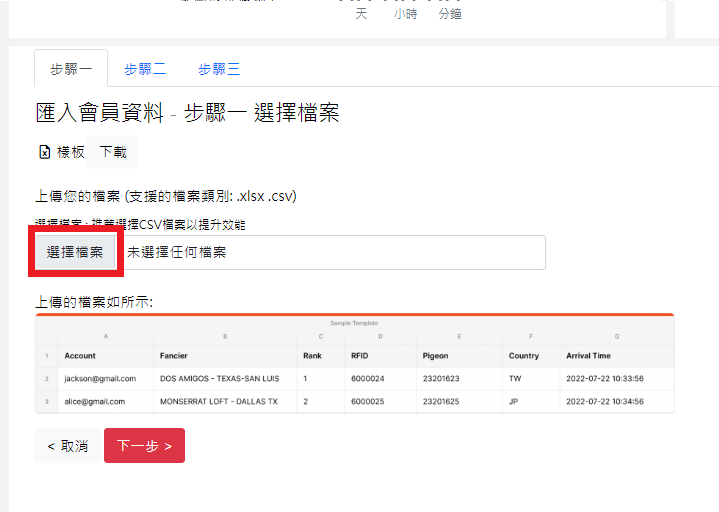 天 小時 分鐘
步驟一 步驟二 步驟三
匯入會員資料 - 步驟一 選擇檔案
樣板 下載
上傳您的檔案 (支援的檔案類別: .xlsx .csv)
選擇檔案 : 推薦選擇CSV檔案以提升效能
選擇檔案 未選擇任何檔案
上傳的檔案如所示:
Sample Template
A B C D E F G
1 Account Fancier Rank RFID Pigeon Country Arrival Time
2 jackson@gmail.com DOS AMIGOS - TEXAS-SAN LUIS 1 6000024 23201623 TW 2022-07-22 10:33:56
3 alice@gmail.com MONSERRAT LOFT - DALLAS TX 2 6000025 23201625 JP 2022-07-22 10:34:56
< 取消 下一步 >